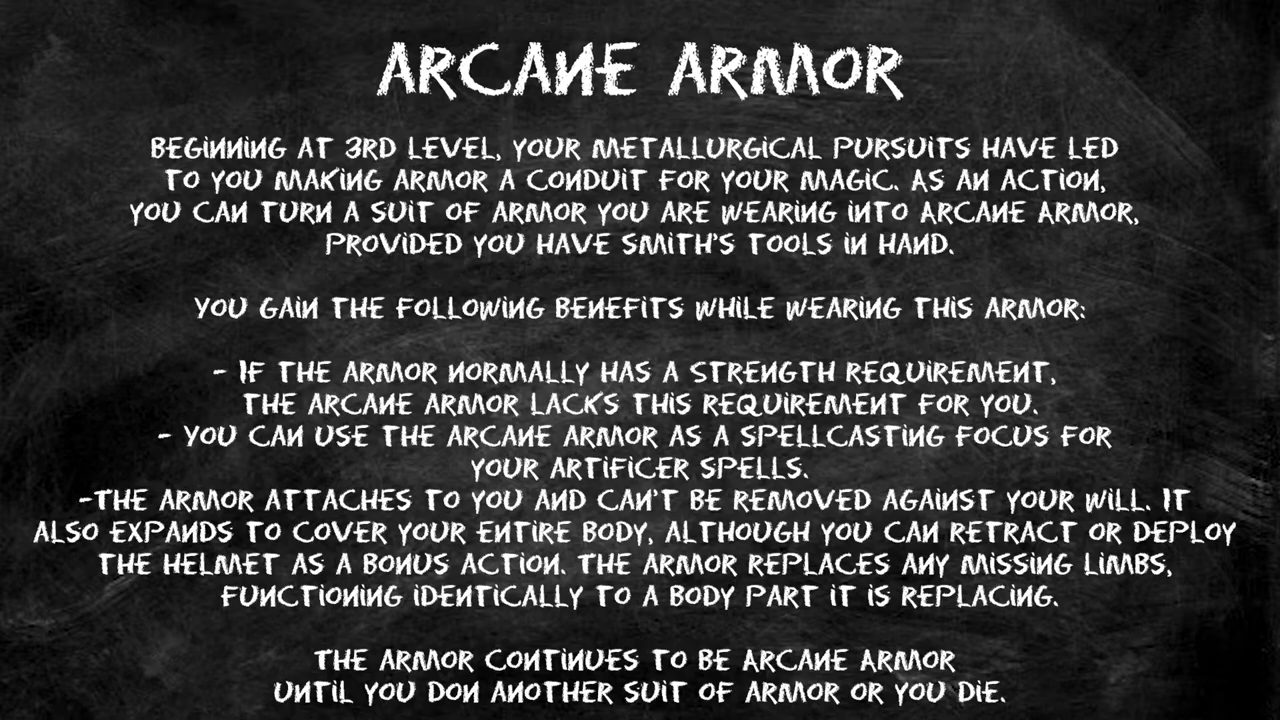 ARCANE ARMOR
BEGINNING AT 3RD LEVEL, YOUR METALLURGICAL PURSUITS HAVE LED
TO YOU MAKING ARMOR A CONDUIT FOR YOUR MAGIC. AS AN ACTION,
YOU CAN TURN A SUIT OF ARMOR YOU ARE WEARING INTO ARCANE ARMOR,
PROVIDED YOU HAVE SMITH'S TOOLS IN HAND.
YOU GAIN THE FOLLOWING BENEFITS WHILE WEARING THIS ARMOR:
- IF THE ARMOR NORMALLY HAS A STRENGTH REQUIREMENT,
THE ARCANE ARMOR LACKS THIS REQUIREMENT FOR YOU.
- YOU CAN USE THE ARCANE ARMOR AS A SPELLCASTING FOCUS FOR
YOUR ARTIFICER SPELLS.
-THE ARMOR ATTACHES TO YOU AND CAN'T BE REMOVED AGAINST YOUR WILL. IT
ALSO EXPANDS TO COVER YOUR ENTIRE BODY, ALTHOUGH YOU CAN RETRACT OR DEPLOY
THE HELMET AS A BONUS ACTION. THE ARMOR REPLACES ANY MISSING LIMBS,
FUNCTIONING IDENTICALLY TO A BODY PART IT IS REPLACING.
THE ARMOR CONTINUES TO BE ARCANE ARMOR
UNTIL YOU DON ANOTHER SUIT OF ARMOR OR YOU DIE.